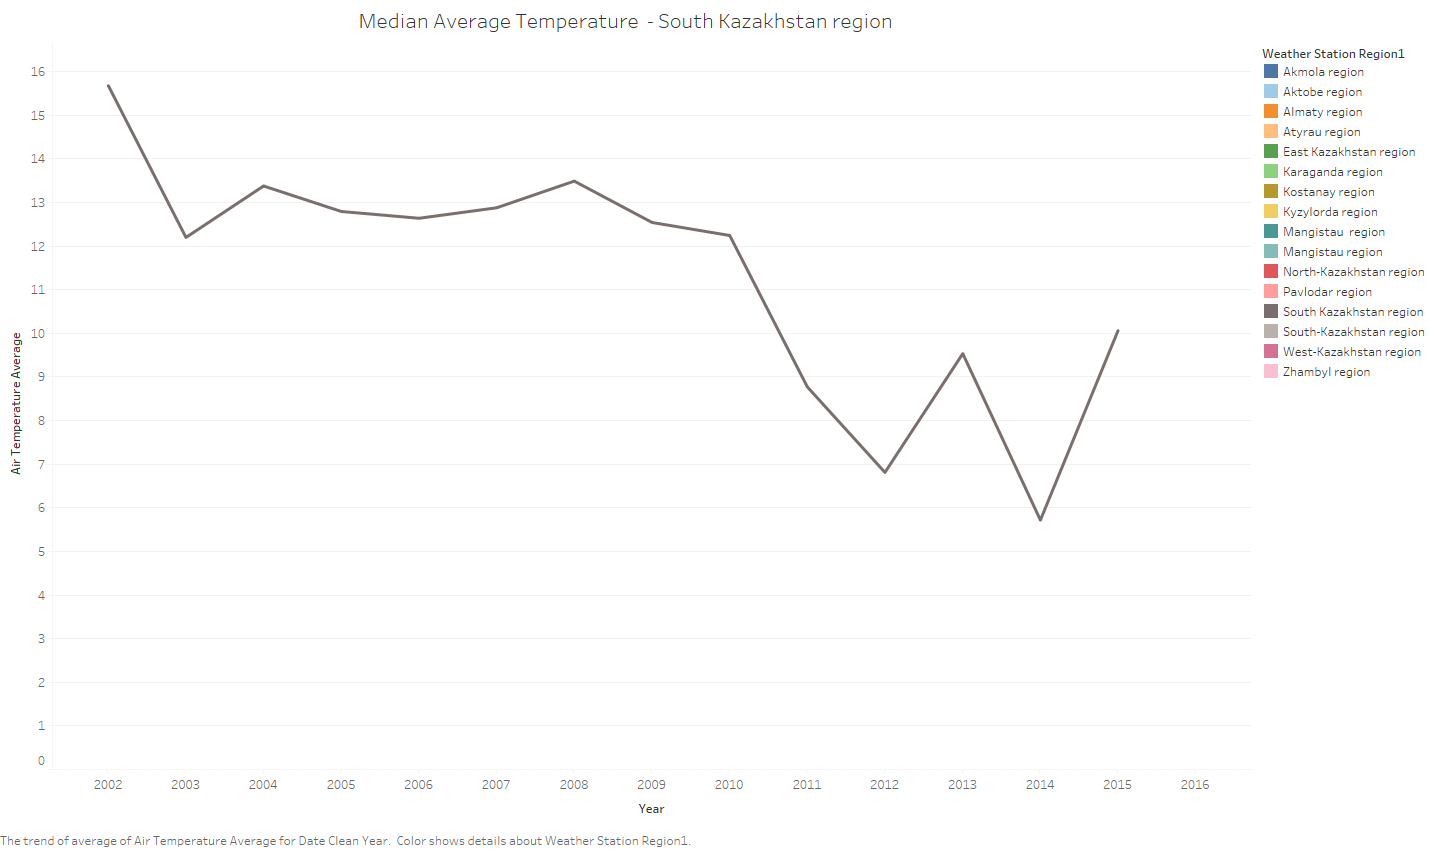 Median Average Temperature  - South Kazakhstan region
Weather Station Region1
Akmola region
Aktobe region
Almaty region
Atyrau region
East Kazakhstan region
Karaganda region
Kostanay region
Kyzylorda region
Mangistau  region
Mangistau region
North-Kazakhstan region
Pavlodar region
South Kazakhstan region
South-Kazakhstan region
West-Kazakhstan region
Zhambyl region
Air Temperature Average
16
15
14
13
12
11
10
9
8
7
6
5
4
3
2
1
0
2002 2003 2004 2005 2006 2007 2008 2009 2010 2011 2012 2013 2014 2015 2016
Year
The trend of average of Air Temperature Average for Date Clean Year.  Color shows details about Weather Station Region1.